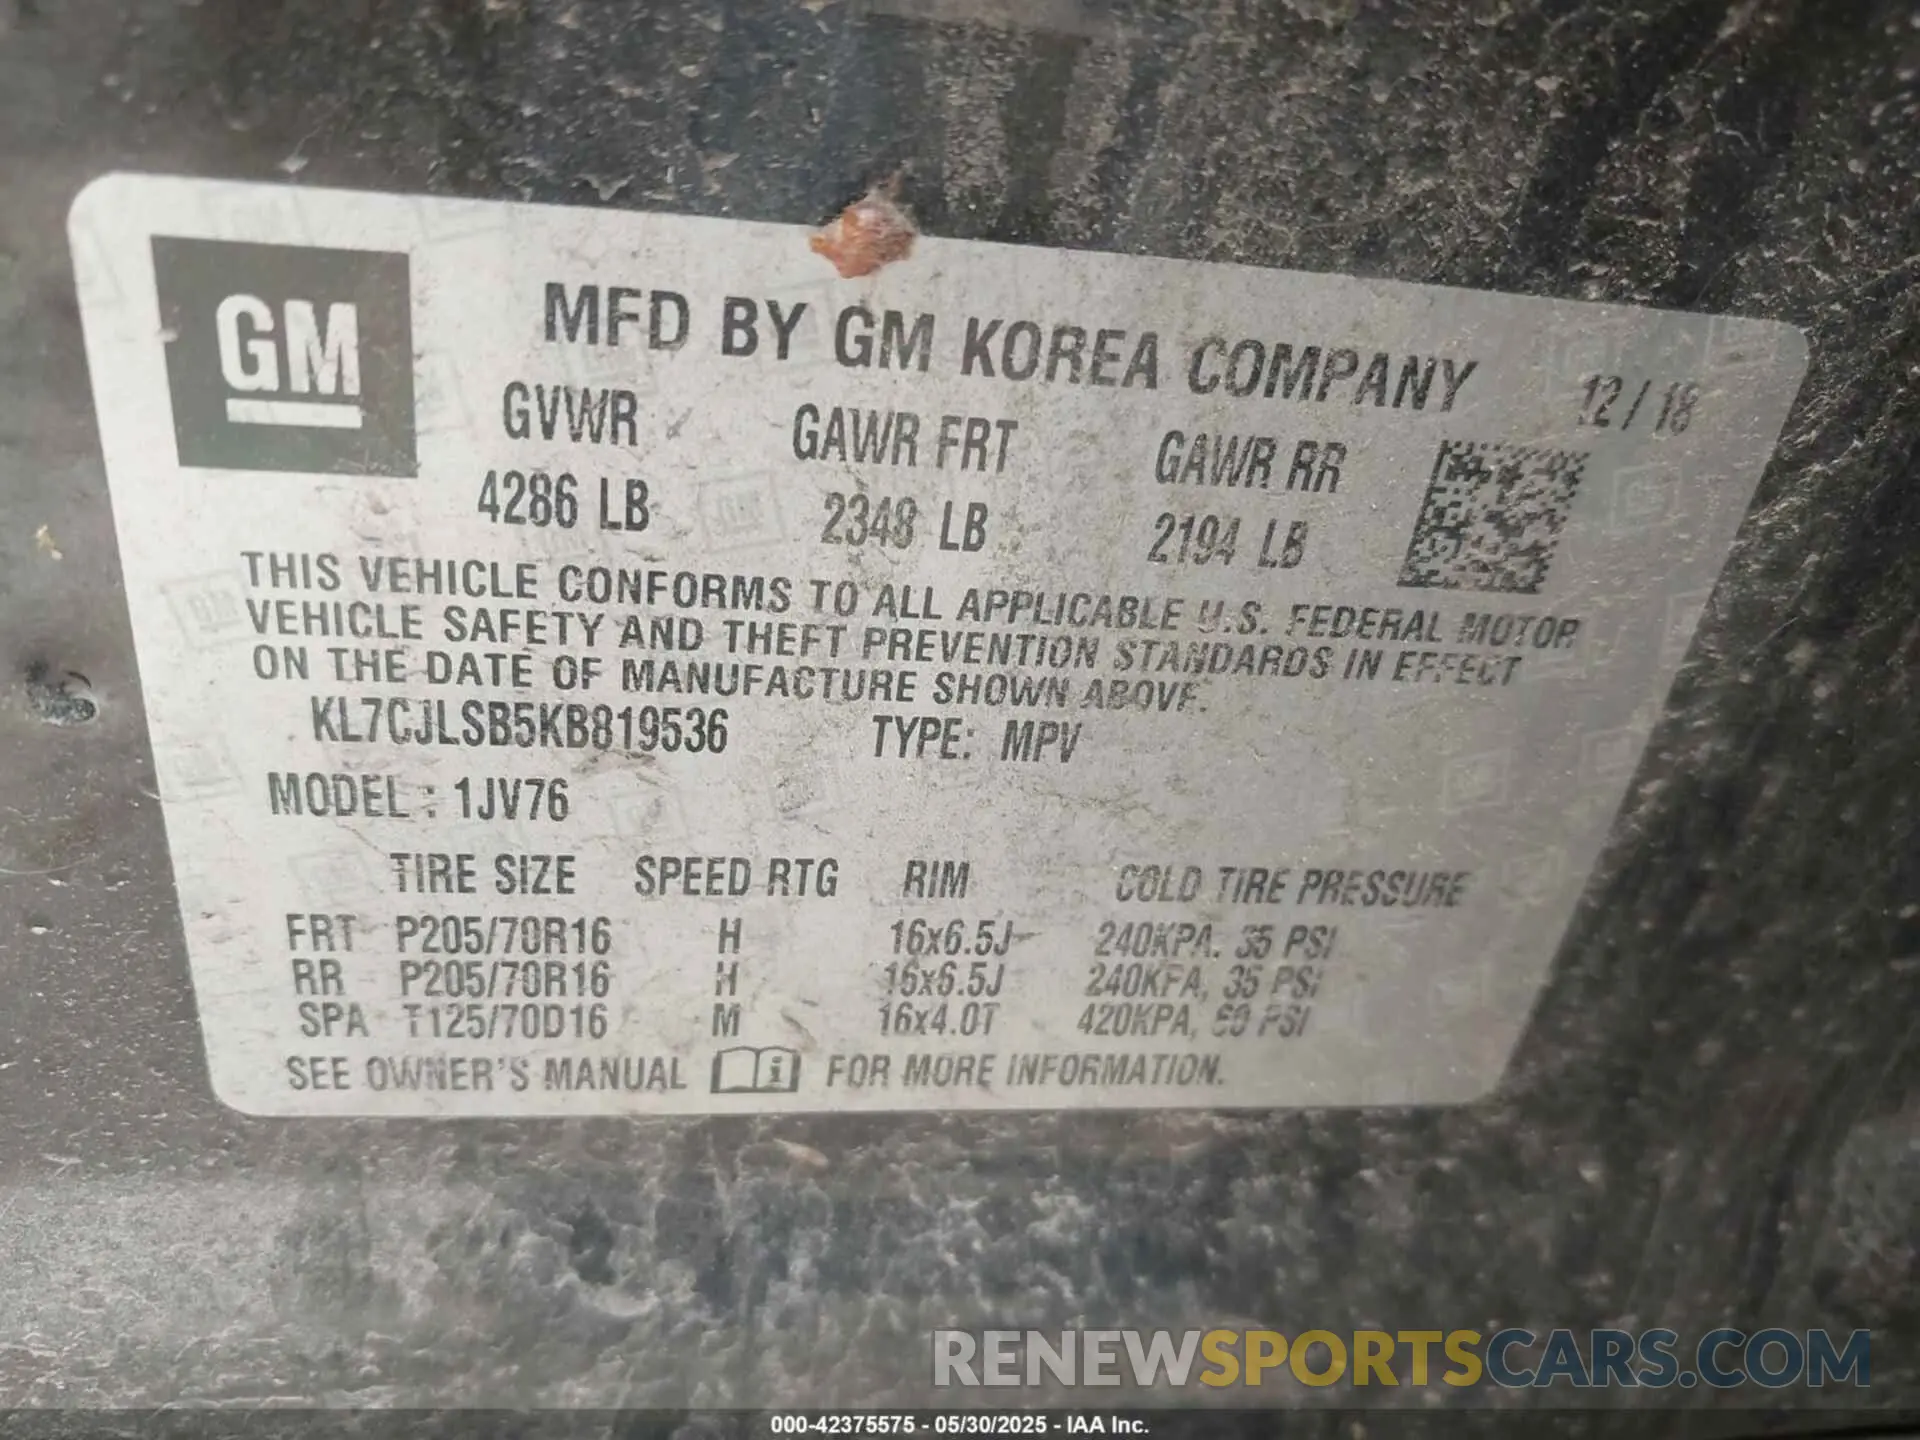 GM
MFD BY GM KOREA COMPANY 12/18
GVWR GAWR FRT GAWR RR
4286 LB 2348 LB 2194 LB
THIS VEHICLE CONFORMS TO ALL APPLICABLE U.S. FEDERAL MOTOR
VEHICLE SAFETY AND THEFT PREVENTION STANDARDS IN EFFECT
ON THE DATE OF MANUFACTURE SHOWN ABOVE.
KL7CJLSB5KB819536 TYPE: MPV
MODEL : 1JV76
TIRE SIZE SPEED RTG RIM COLD TIRE PRESSURE
FRT P205/70R16 H 16x6.5J 240KPA, 35 PSI
RR P205/70R16 H 16x6.5J 240KPA, 35 PSI
SPA T125/70D16 M 16x4.0T 420KPA, 60 PSI
SEE OWNER'S MANUAL i FOR MORE INFORMATION.
RENEWSPORTSCARS.COM
000-42375575 - 05/30/2025 - IAA Inc.